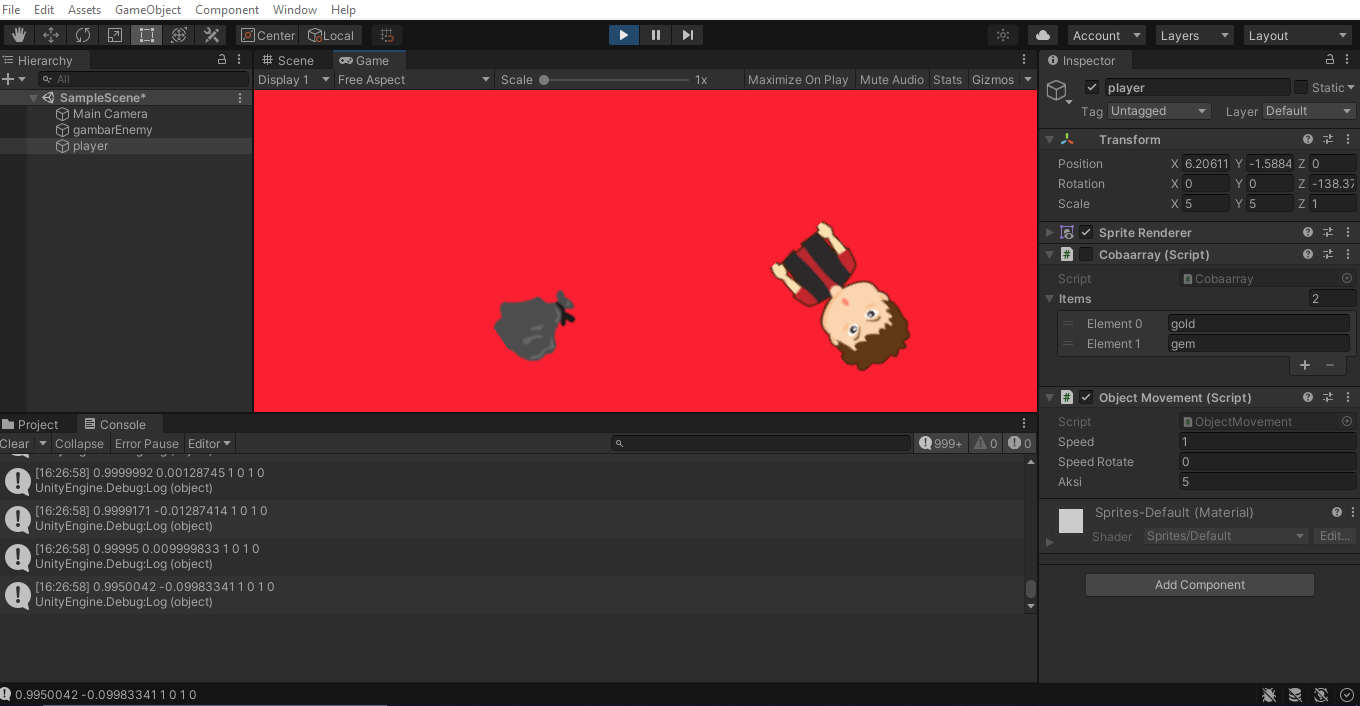 File Edit Assets GameObject Component Window Help
Center Local Account Layers Layout
Hierarchy
All
SampleScene*
Main Camera
gambarEnemy
player
Scene Game
Display 1 Free Aspect Scale 1x Maximize On Play Mute Audio Stats Gizmos
Inspector
player Static
Tag Untagged Layer Default
Transform
Position X 6.20611 Y -1.5884 Z 0
Rotation X 0 Y 0 Z -138.37
Scale X 5 Y 5 Z 1
Sprite Renderer
# Cobaarray (Script)
Script Cobaarray
Items 2
Element 0 gold
Element 1 gem
+ −
# Object Movement (Script)
Script ObjectMovement
Speed 1
Speed Rotate 0
Aksi 5
Sprites-Default (Material)
Shader Sprites/Default Edit...
Add Component
Project Console
Clear Collapse Error Pause Editor 999+ 0 0
[16:26:58] 0.9999992 0.00128745 1 0 1 0
UnityEngine.Debug:Log (object)
[16:26:58] 0.9999171 -0.01287414 1 0 1 0
UnityEngine.Debug:Log (object)
[16:26:58] 0.99995 0.009999833 1 0 1 0
UnityEngine.Debug:Log (object)
[16:26:58] 0.9950042 -0.09983341 1 0 1 0
UnityEngine.Debug:Log (object)
0.9950042 -0.09983341 1 0 1 0